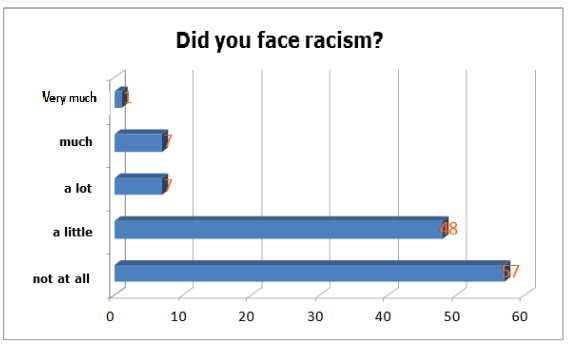 Did you face racism?
Very much 1
much 7
a lot 7
a little 48
not at all 57
0 10 20 30 40 50 60